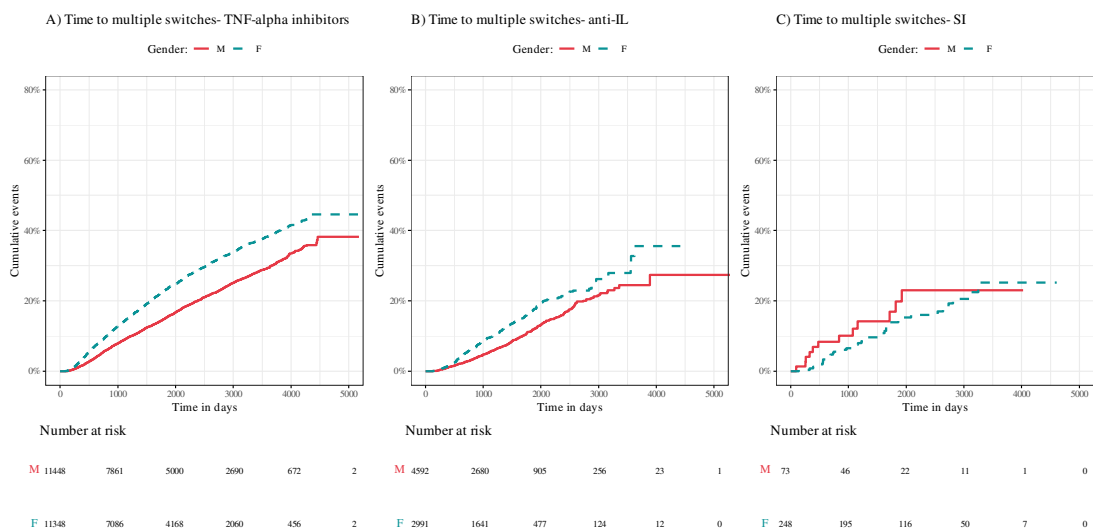 A) Time to multiple switches- TNF-alpha inhibitors
Gender: M F
80%
60%
40%
20%
0%
Cumulative events
0 1000 2000 3000 4000 5000
Time in days
Number at risk
M 11448 7861 5000 2690 672 2
F 11348 7086 4168 2060 456 2
B) Time to multiple switches- anti-IL
Gender: M F
80%
60%
40%
20%
0%
Cumulative events
0 1000 2000 3000 4000 5000
Time in days
Number at risk
M 4592 2680 905 256 23 1
F 2991 1641 477 124 12 0
C) Time to multiple switches- SI
Gender: M F
80%
60%
40%
20%
0%
Cumulative events
0 1000 2000 3000 4000 5000
Time in days
Number at risk
M 73 46 22 11 1 0
F 248 195 116 50 7 0